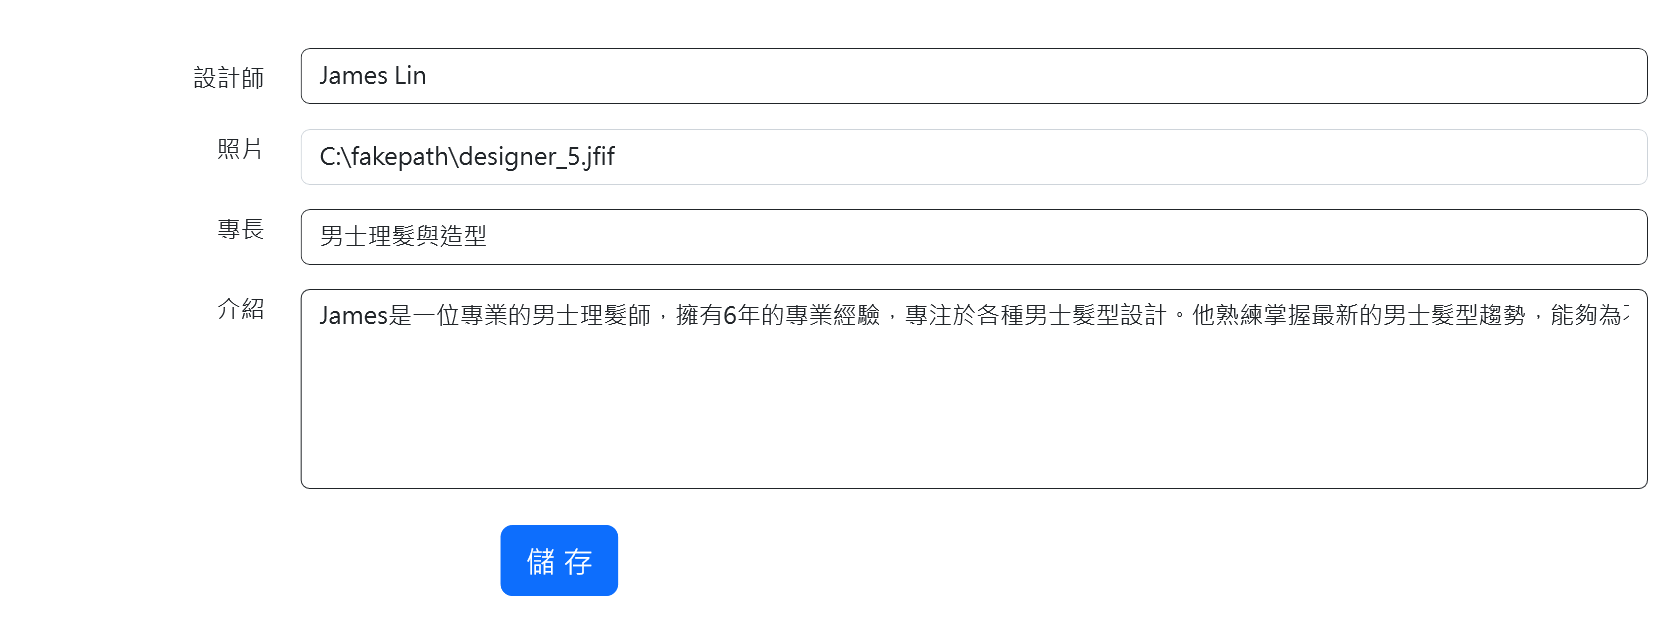 設計師 James Lin
照片 C:\fakepath\designer_5.jfif
專長 男士理髮與造型
介紹 James是一位專業的男士理髮師，擁有6年的專業經驗，專注於各種男士髮型設計。他熟練掌握最新的男士髮型趨勢，能夠為
儲 存